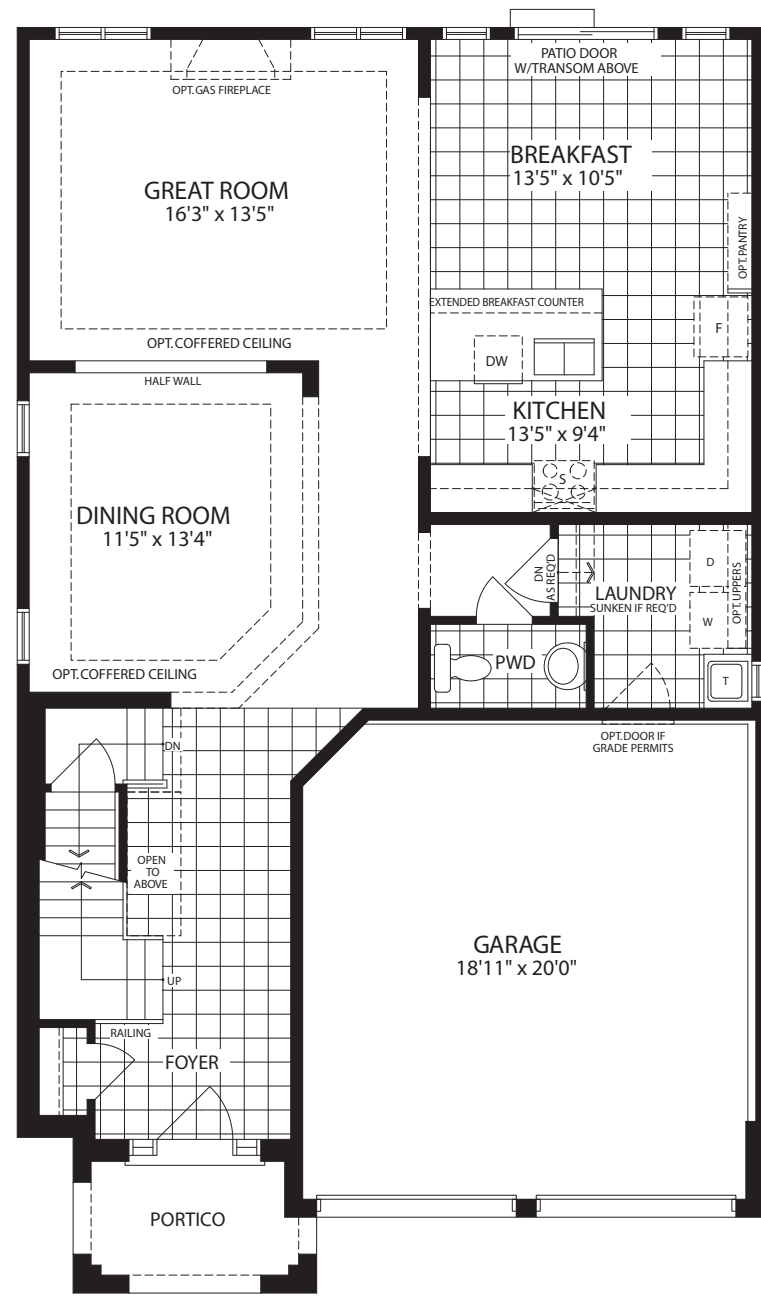 PATIO DOOR
W/TRANSOM ABOVE
OPT.GAS FIREPLACE
GREAT ROOM
16'3" x 13'5"
BREAKFAST
13'5" x 10'5"
OPT.PANTRY
EXTENDED BREAKFAST COUNTER
F
DW
OPT.COFFERED CEILING
HALF WALL
KITCHEN
13'5" x 9'4"
S
DINING ROOM
11'5" x 13'4"
DN
AS REQ'D
LAUNDRY
SUNKEN IF REQ'D
D
W
OPT.UPPERS
T
PWD
OPT.COFFERED CEILING
OPT.DOOR IF
GRADE PERMITS
DN
OPEN
TO
ABOVE
UP
GARAGE
18'11" x 20'0"
RAILING
FOYER
PORTICO